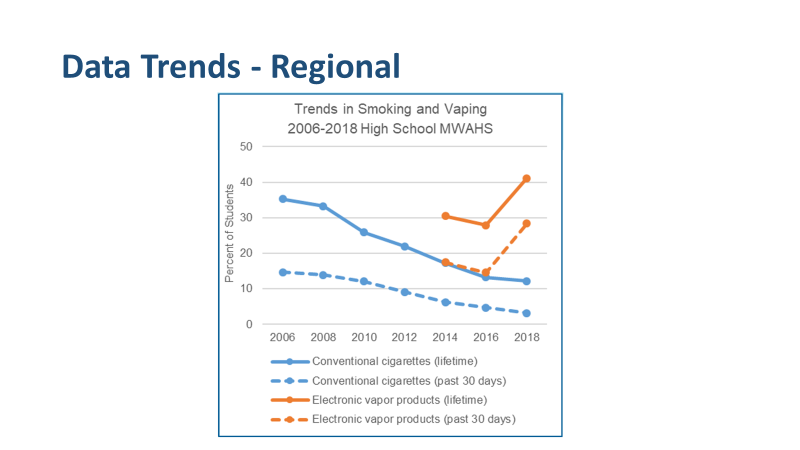 Data Trends - Regional
Trends in Smoking and Vaping
2006-2018 High School MWAHS
50
40
30
20
10
0
Percent of Students
2006 2008 2010 2012 2014 2016 2018
Conventional cigarettes (lifetime)
Conventional cigarettes (past 30 days)
Electronic vapor products (lifetime)
Electronic vapor products (past 30 days)